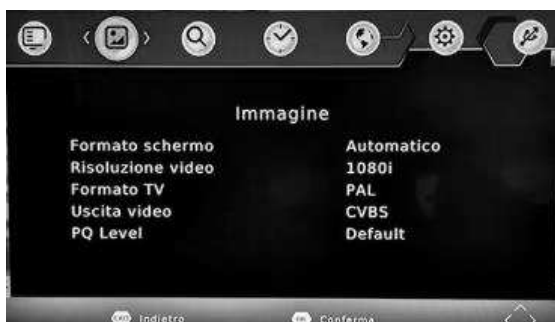 Immagine
Formato schermo Automatico
Risoluzione video 1080i
Formato TV PAL
Uscita video CVBS
PQ Level Default
Indietro Conferma